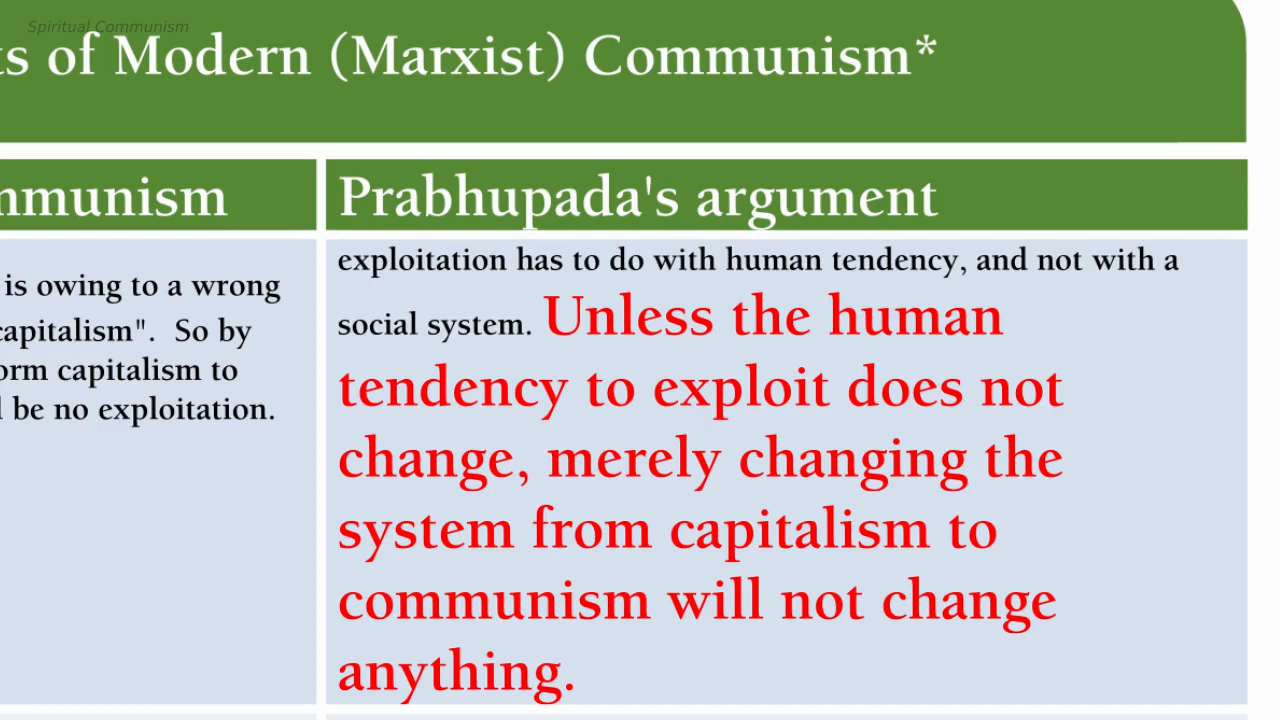 Spiritual Communism
ts of Modern (Marxist) Communism*
mmunism
Prabhupada's argument
is owing to a wrong
capitalism". So by
orm capitalism to
l be no exploitation.
exploitation has to do with human tendency, and not with a
social system. Unless the human
tendency to exploit does not
change, merely changing the
system from capitalism to
communism will not change
anything.